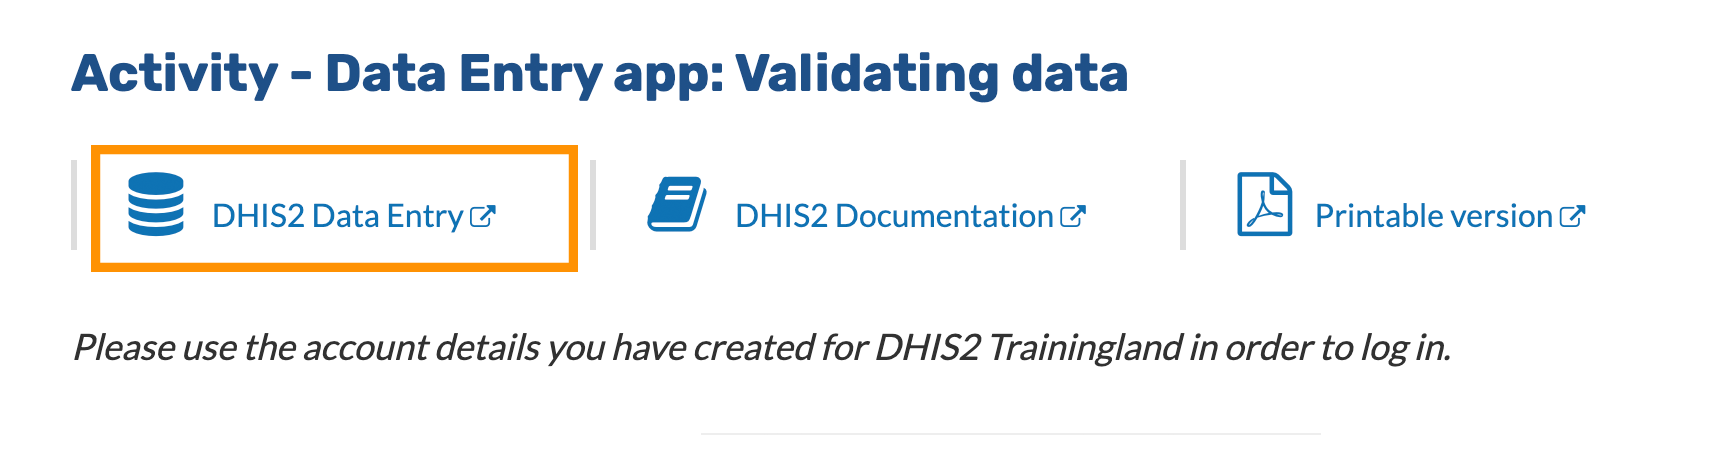 Activity - Data Entry app: Validating data
DHIS2 Data Entry
DHIS2 Documentation
Printable version
Please use the account details you have created for DHIS2 Trainingland in order to log in.